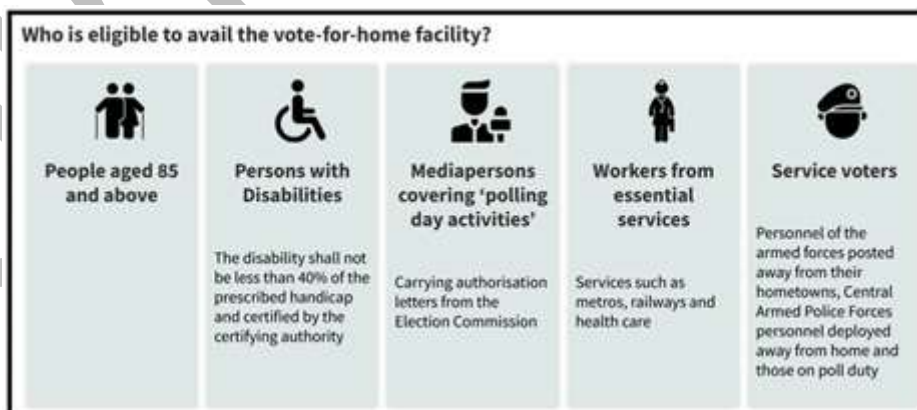 Who is eligible to avail the vote-for-home facility?
People aged 85
and above
Persons with
Disabilities
The disability shall not
be less than 40% of the
prescribed handicap
and certified by the
certifying authority
Mediapersons
covering ‘polling
day activities’
Carrying authorisation
letters from the
Election Commission
Workers from
essential
services
Services such as
metros, railways and
health care
Service voters
Personnel of the
armed forces posted
away from their
hometowns, Central
Armed Police Forces
personnel deployed
away from home and
those on poll duty